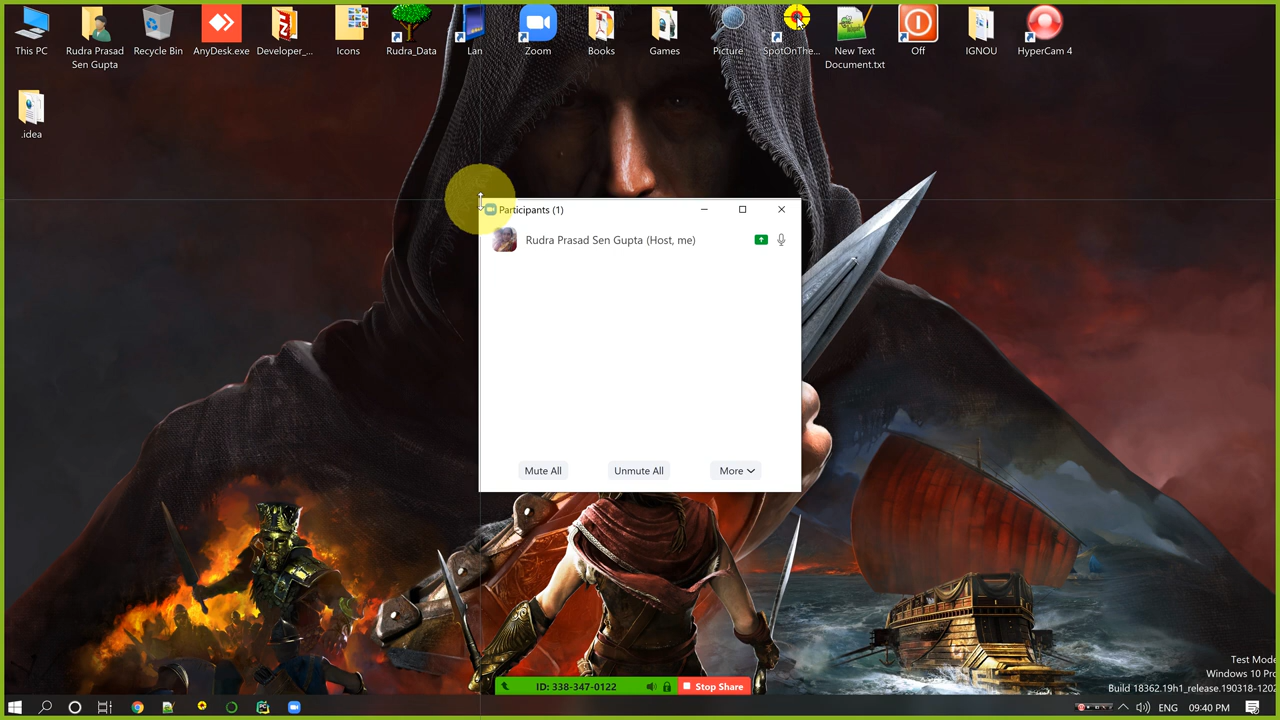 This PC
Rudra Prasad
Sen Gupta
Recycle Bin
AnyDesk.exe
Developer_...
Icons
Rudra_Data
Lan
Zoom
Books
Games
Picture
SpotOnThe...
New Text
Document.txt
Off
IGNOU
HyperCam 4
.idea
Participants (1)
Rudra Prasad Sen Gupta (Host, me)
Mute All
Unmute All
More
ID: 338-347-0122
Stop Share
Test Mode
Windows 10 Pro
Build 18362.19h1_release.190318-1202
ENG
09:40 PM